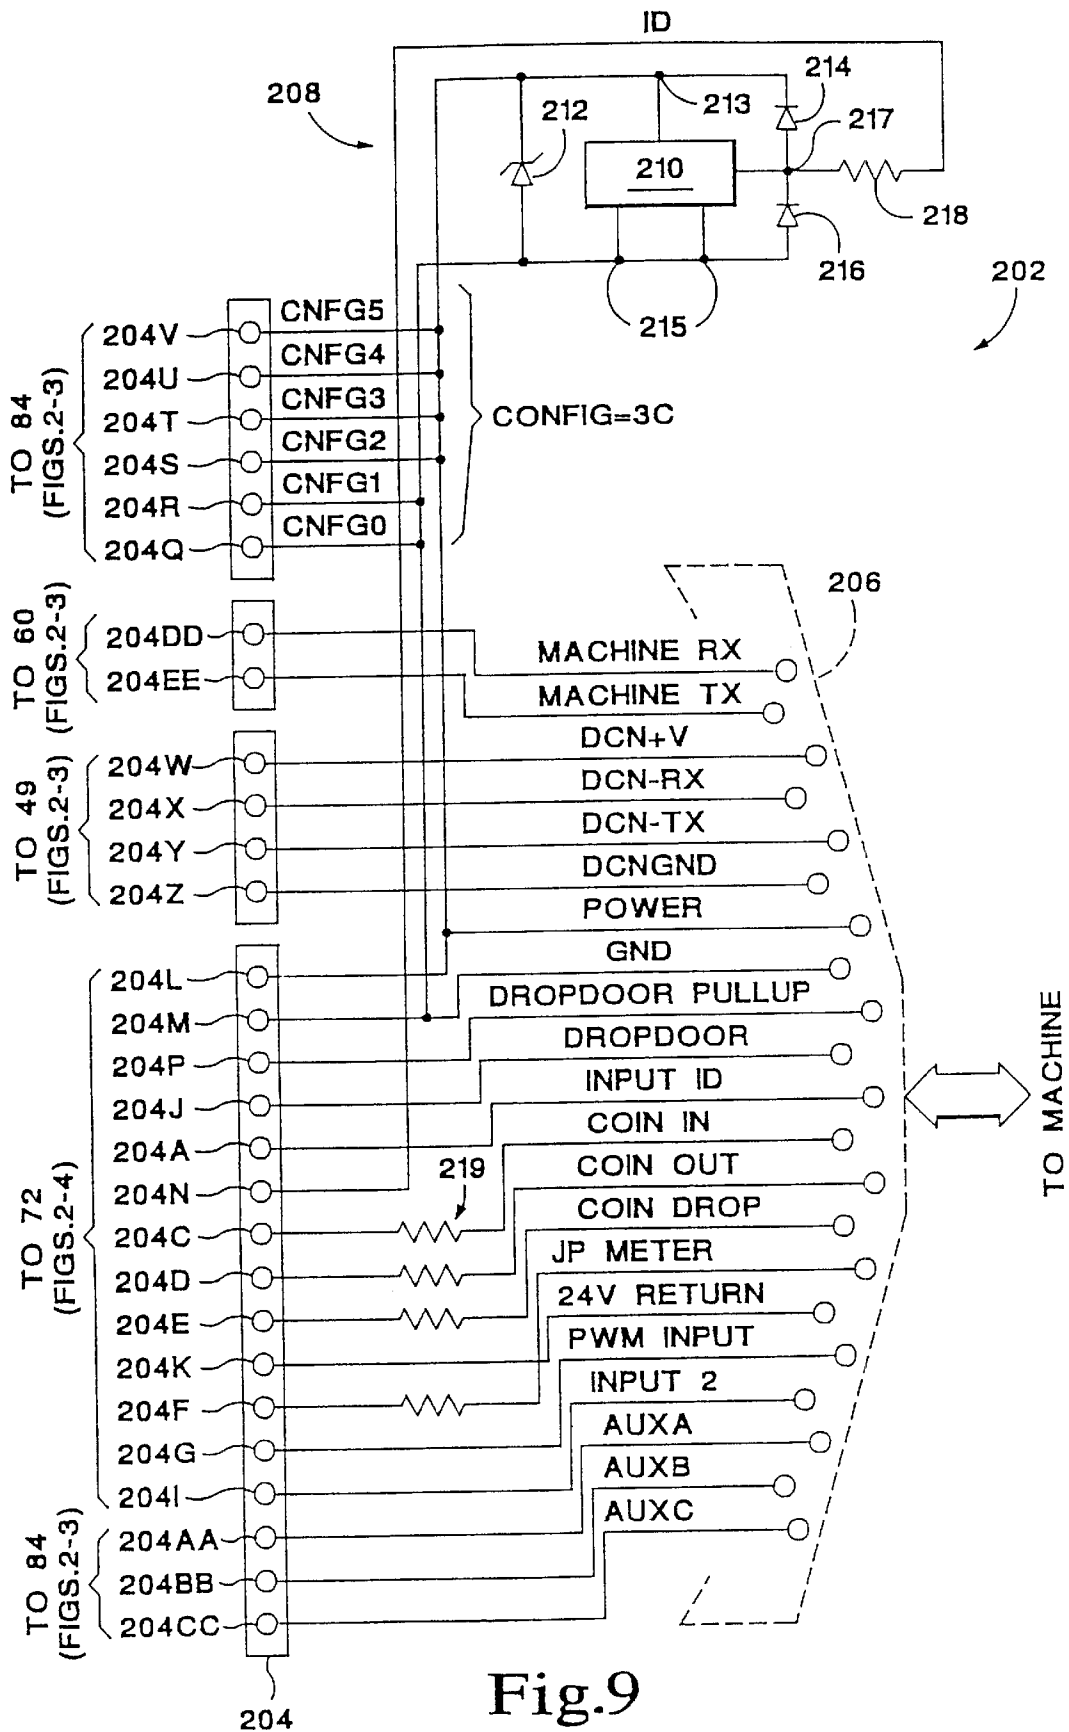 ID
208
212
213
214
217
210
218
216
215
202
CNFG5
204V
CNFG4
204U
CNFG3
204T
CONFIG=3C
CNFG2
204S
CNFG1
204R
CNFG0
204Q
TO 84
(FIGS.2-3)
206
204DD
MACHINE RX
204EE
MACHINE TX
TO 60
(FIGS.2-3)
DCN+V
204W
DCN-RX
204X
DCN-TX
204Y
DCNGND
204Z
TO 49
(FIGS.2-3)
POWER
204L
GND
204M
DROPDOOR PULLUP
204P
DROPDOOR
204J
INPUT ID
204A
COIN IN
204N
219
COIN OUT
204C
COIN DROP
204D
JP METER
204E
24V RETURN
204K
PWM INPUT
204F
INPUT 2
204G
AUXA
204I
AUXB
204AA
AUXC
204BB
204CC
TO 72
(FIGS.2-4)
TO 84
(FIGS.2-3)
TO MACHINE
204
Fig.9